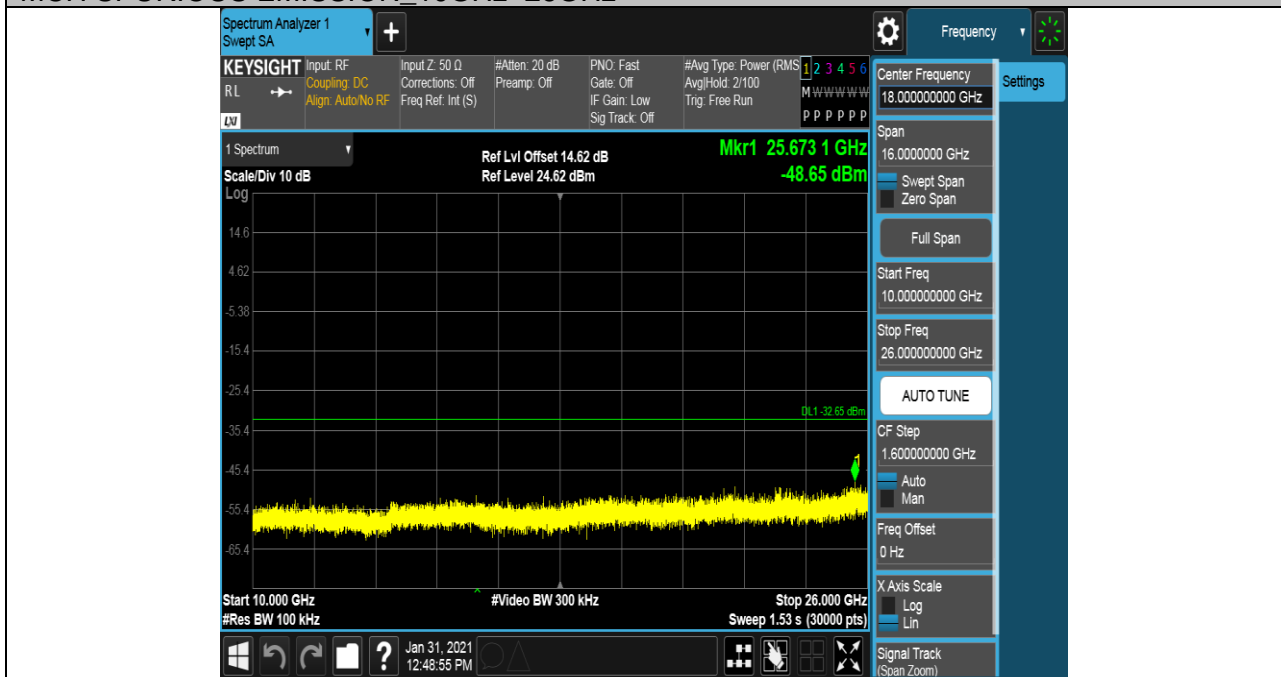 Spectrum Analyzer 1
Swept SA
+
Frequency
KEYSIGHT
RL
LXI
Input: RF
Coupling: DC
Align: Auto/No RF
Input Z: 50 Ω
Corrections: Off
Freq Ref: Int (S)
#Atten: 20 dB
Preamp: Off
PNO: Fast
Gate: Off
IF Gain: Low
Sig Track: Off
#Avg Type: Power (RMS
Avg|Hold: 2/100
Trig: Free Run
1 2 3 4 5 6
M W W W W W
P P P P P P
1 Spectrum
Scale/Div 10 dB
Ref Lvl Offset 14.62 dB
Ref Level 24.62 dBm
Mkr1 25.673 1 GHz
-48.65 dBm
Log
14.6
4.62
-5.38
-15.4
-25.4
DL1 -32.65 dBm
-35.4
1
-45.4
-55.4
-65.4
Start 10.000 GHz
#Video BW 300 kHz
Stop 26.000 GHz
#Res BW 100 kHz
Sweep 1.53 s (30000 pts)
?
Jan 31, 2021
12:48:55 PM
Center Frequency
18.000000000 GHz
Settings
Span
16.0000000 GHz
Swept Span
Zero Span
Full Span
Start Freq
10.000000000 GHz
Stop Freq
26.000000000 GHz
AUTO TUNE
CF Step
1.600000000 GHz
Auto
Man
Freq Offset
0 Hz
X Axis Scale
Log
Lin
Signal Track
(Span Zoom)